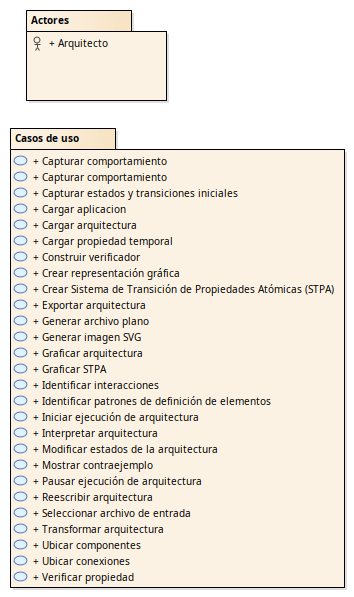 Actores
+ Arquitecto
Casos de uso
+ Capturar comportamiento
+ Capturar comportamiento
+ Capturar estados y transiciones iniciales
+ Cargar aplicacion
+ Cargar arquitectura
+ Cargar propiedad temporal
+ Construir verificador
+ Crear representación gráfica
+ Crear Sistema de Transición de Propiedades Atómicas (STPA)
+ Exportar arquitectura
+ Generar archivo plano
+ Generar imagen SVG
+ Graficar arquitectura
+ Graficar STPA
+ Identificar interacciones
+ Identificar patrones de definición de elementos
+ Iniciar ejecución de arquitectura
+ Interpretar arquitectura
+ Modificar estados de la arquitectura
+ Mostrar contraejemplo
+ Pausar ejecución de arquitectura
+ Reescribir arquitectura
+ Seleccionar archivo de entrada
+ Transformar arquitectura
+ Ubicar componentes
+ Ubicar conexiones
+ Verificar propiedad